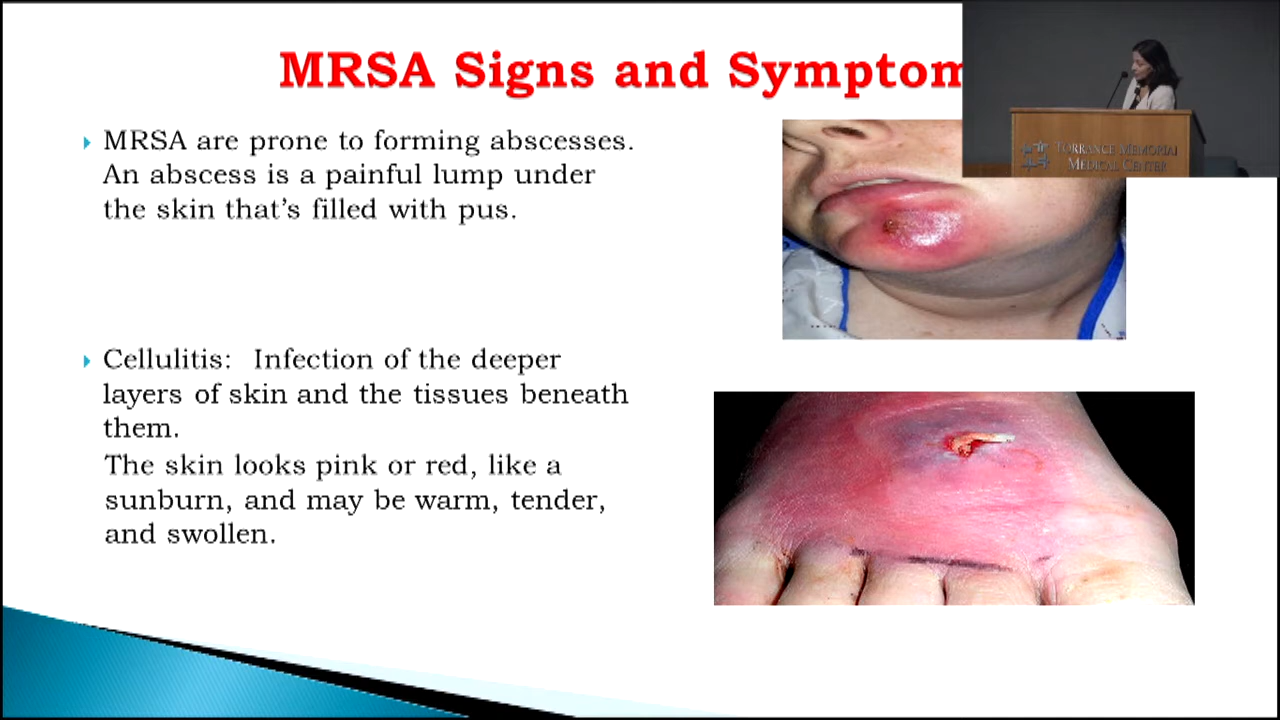 MRSA Signs and Symptom
MRSA are prone to forming abscesses.
An abscess is a painful lump under
the skin that's filled with pus.
Cellulitis: Infection of the deeper
layers of skin and the tissues beneath
them.
The skin looks pink or red, like a
sunburn, and may be warm, tender,
and swollen.
TORRANCE MEMORIAL
MEDICAL CENTER